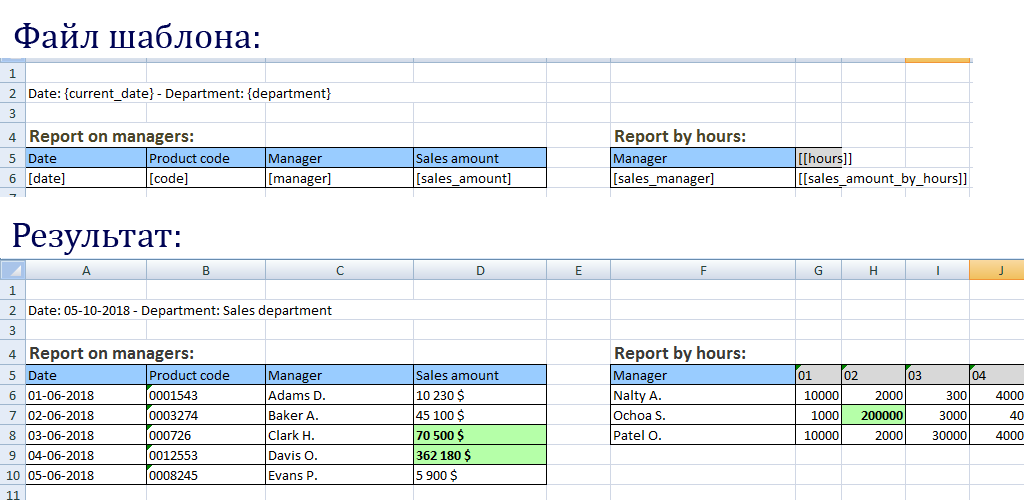 Файл шаблона:
1
2 Date: {current_date} - Department: {department}
3
4 Report on managers: Report by hours:
5 Date Product code Manager Sales amount Manager [[hours]]
6 [date] [code] [manager] [sales_amount] [sales_manager] [[sales_amount_by_hours]]
Результат:
A B C D E F G H I J
1
2 Date: 05-10-2018 - Department: Sales department
3
4 Report on managers: Report by hours:
5 Date Product code Manager Sales amount Manager 01 02 03 04
6 01-06-2018 0001543 Adams D. 10 230 $ Nalty A. 10000 2000 300 4000
7 02-06-2018 0003274 Baker A. 45 100 $ Ochoa S. 1000 200000 3000 40
8 03-06-2018 000726 Clark H. 70 500 $ Patel O. 10000 2000 30000 4000
9 04-06-2018 0012553 Davis O. 362 180 $
10 05-06-2018 0008245 Evans P. 5 900 $
11